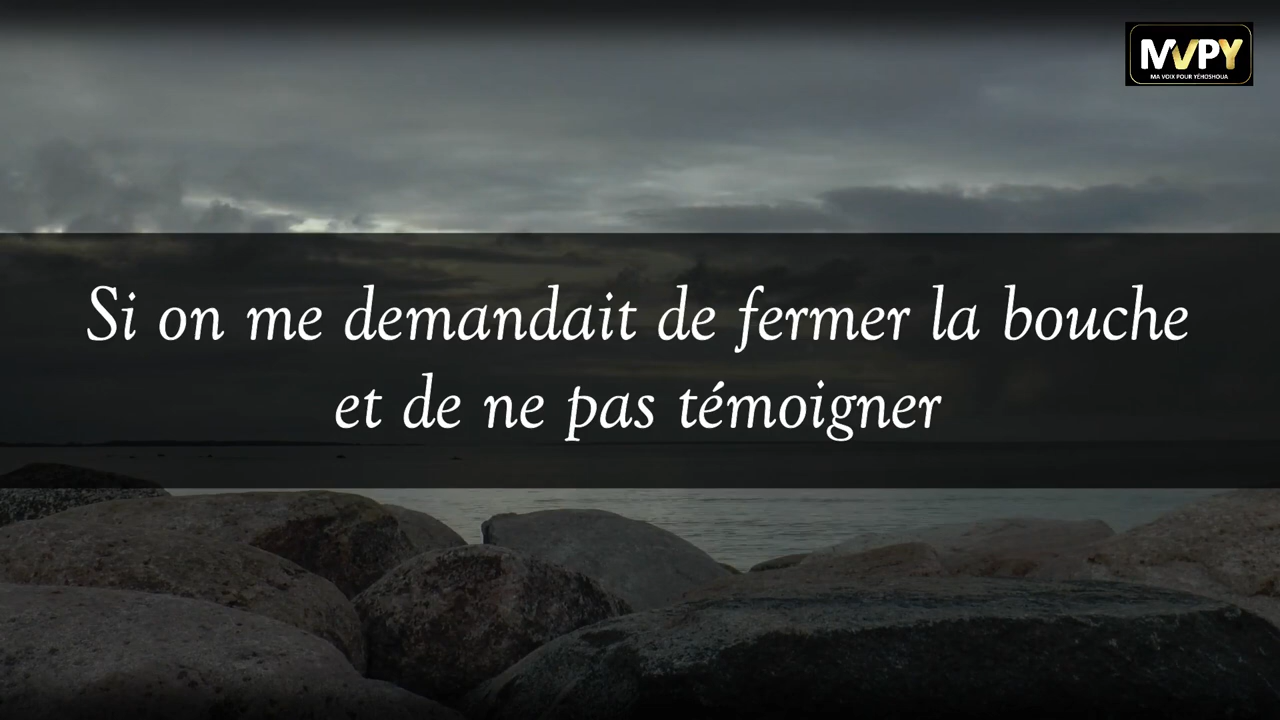 MVPY
MA VOIX POUR YÉHOSHOUA
Si on me demandait de fermer la bouche
et de ne pas témoigner